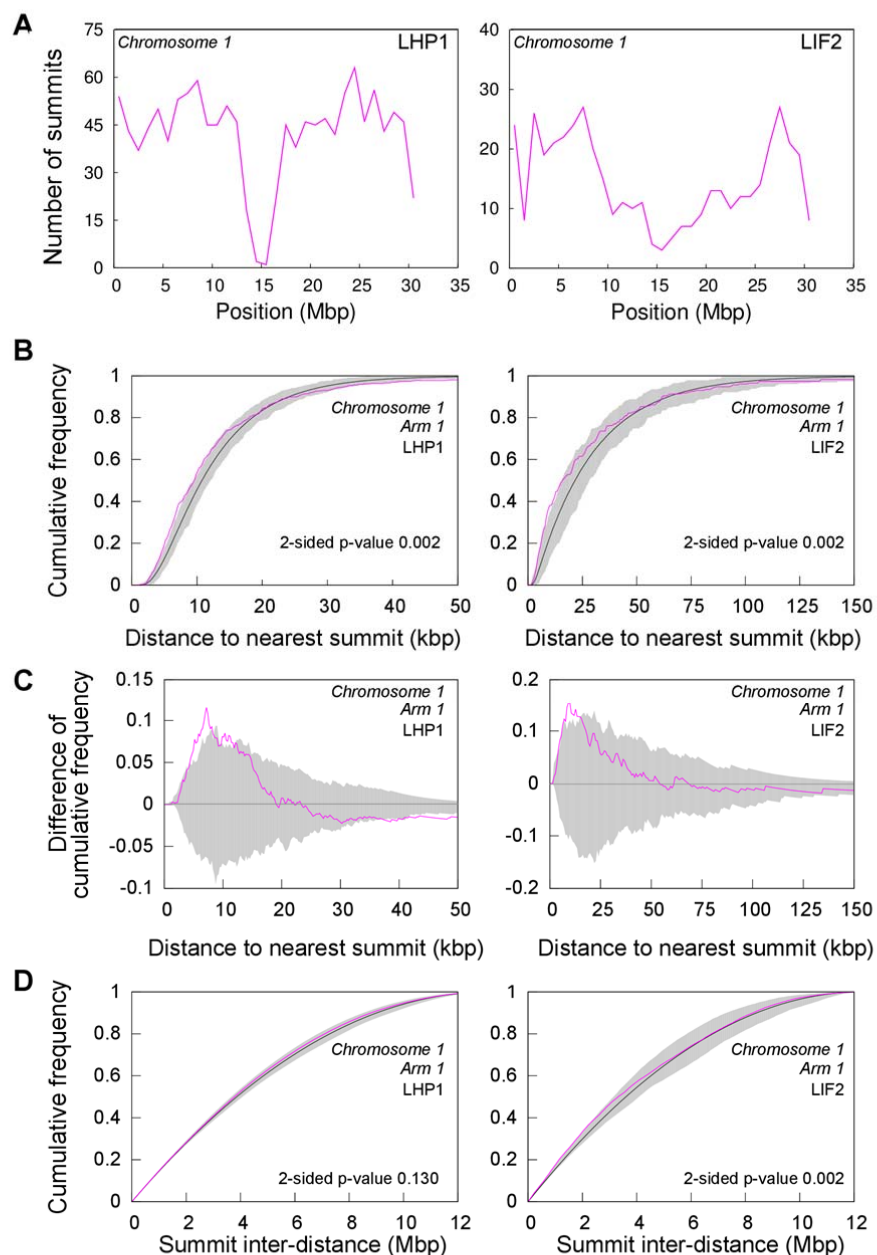 A
Chromosome 1
LHP1
Chromosome 1
LIF2
Number of summits
75
60
45
30
15
0
0 5 10 15 20 25 30 35
Position (Mbp)
40
30
20
10
0
0 5 10 15 20 25 30 35
Position (Mbp)
B
Cumulative frequency
1
0.8
0.6
0.4
0.2
0
Chromosome 1
Arm 1
LHP1
2-sided p-value 0.002
0 10 20 30 40 50
Distance to nearest summit (kbp)
1
0.8
0.6
0.4
0.2
0
Chromosome 1
Arm 1
LIF2
2-sided p-value 0.002
0 25 50 75 100 125 150
Distance to nearest summit (kbp)
C
Difference of
cumulative frequency
0.15
0.1
0.05
0
-0.05
-0.1
Chromosome 1
Arm 1
LHP1
0 10 20 30 40 50
Distance to nearest summit (kbp)
0.2
0.1
0
-0.1
-0.2
Chromosome 1
Arm 1
LIF2
0 25 50 75 100 125 150
Distance to nearest summit (kbp)
D
Cumulative frequency
1
0.8
0.6
0.4
0.2
0
Chromosome 1
Arm 1
LHP1
2-sided p-value 0.130
0 2 4 6 8 10 12
Summit inter-distance (Mbp)
1
0.8
0.6
0.4
0.2
0
Chromosome 1
Arm 1
LIF2
2-sided p-value 0.002
0 2 4 6 8 10 12
Summit inter-distance (Mbp)